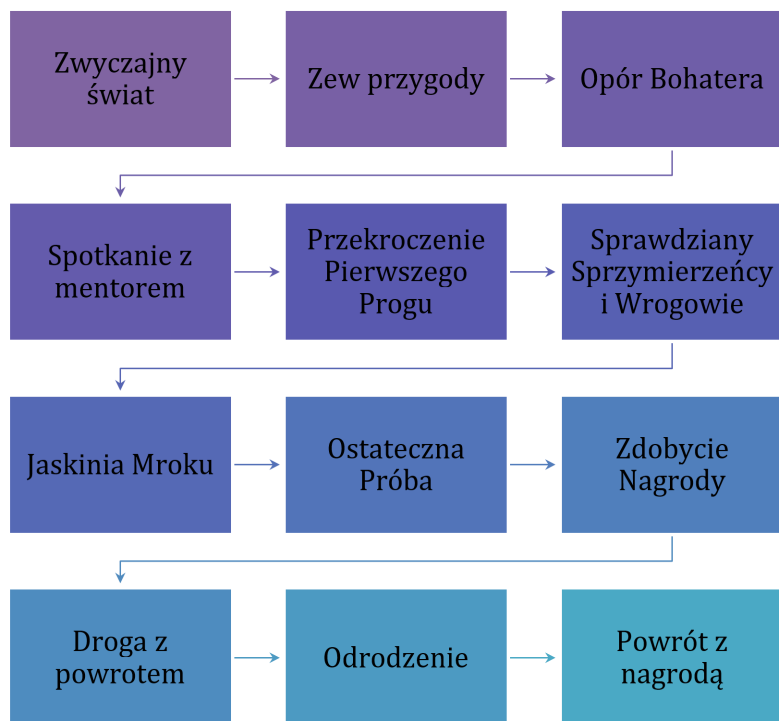 Zwyczajny
świat
Zew przygody
Opór Bohatera
Spotkanie z
mentorem
Przekroczenie
Pierwszego
Progu
Sprawdziany
Sprzymierzeńcy
i Wrogowie
Jaskinia Mroku
Ostateczna
Próba
Zdobycie
Nagrody
Droga z
powrotem
Odrodzenie
Powrót z
nagrodą